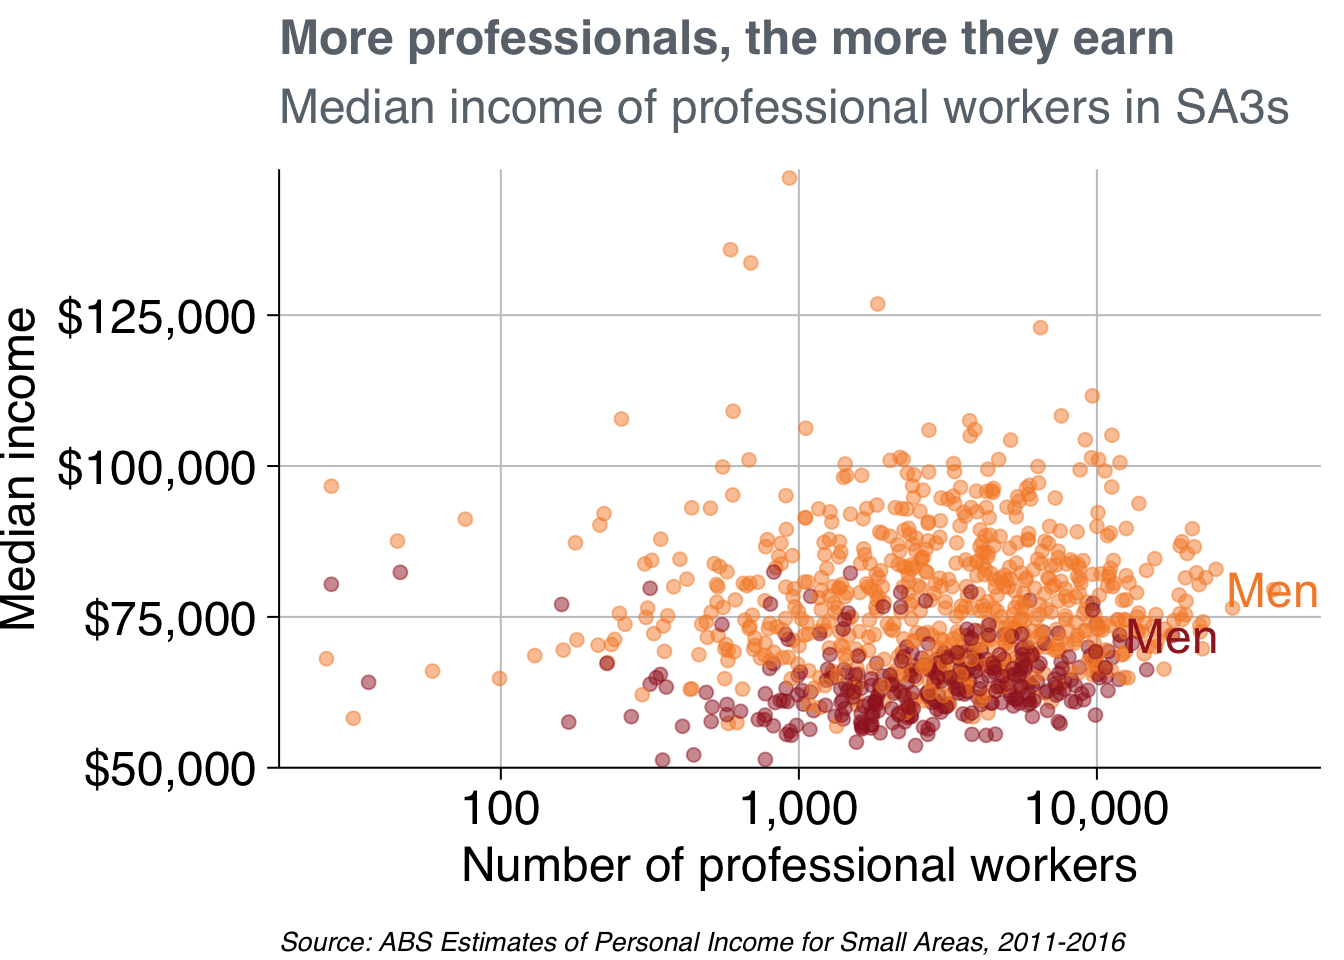 More professionals, the more they earn
Median income of professional workers in SA3s
Median income
$125,000
$100,000
$75,000
$50,000
Men
Men
100
1,000
10,000
Number of professional workers
Source: ABS Estimates of Personal Income for Small Areas, 2011-2016